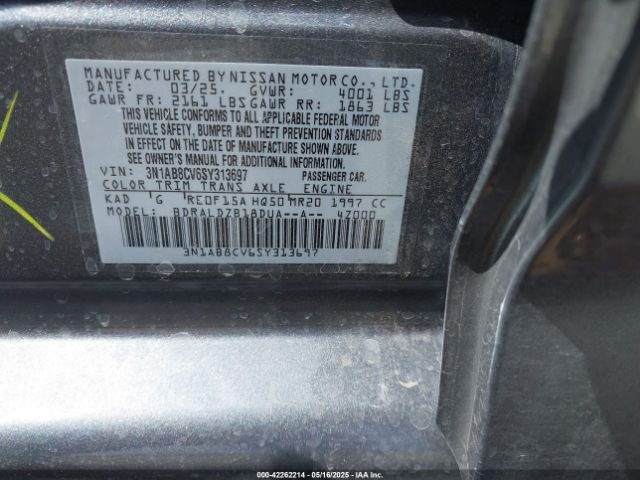 MANUFACTURED BY NISSAN MOTOR CO., LTD.
DATE: 03/25. GVWR: 4001 LBS
GAWR FR: 2161 LBS GAWR RR: 1863 LBS
THIS VEHICLE CONFORMS TO ALL APPLICABLE FEDERAL MOTOR
VEHICLE SAFETY, BUMPER AND THEFT PREVENTION STANDARDS
IN EFFECT ON THE DATE OF MANUFACTURE SHOWN ABOVE.
SEE OWNER'S MANUAL FOR ADDITIONAL INFORMATION.
VIN: 3N1AB8CV6SY313697 PASSENGER CAR.
COLOR TRIM TRANS AXLE ENGINE
KAD G RE0F15A HQ50 MR20 1997 CC
MODEL: BDRALDZB18DUA--A-- 4Z000
3N1AB8CV6SY313697
000-42262214 - 05/16/2025 - IAA, Inc.